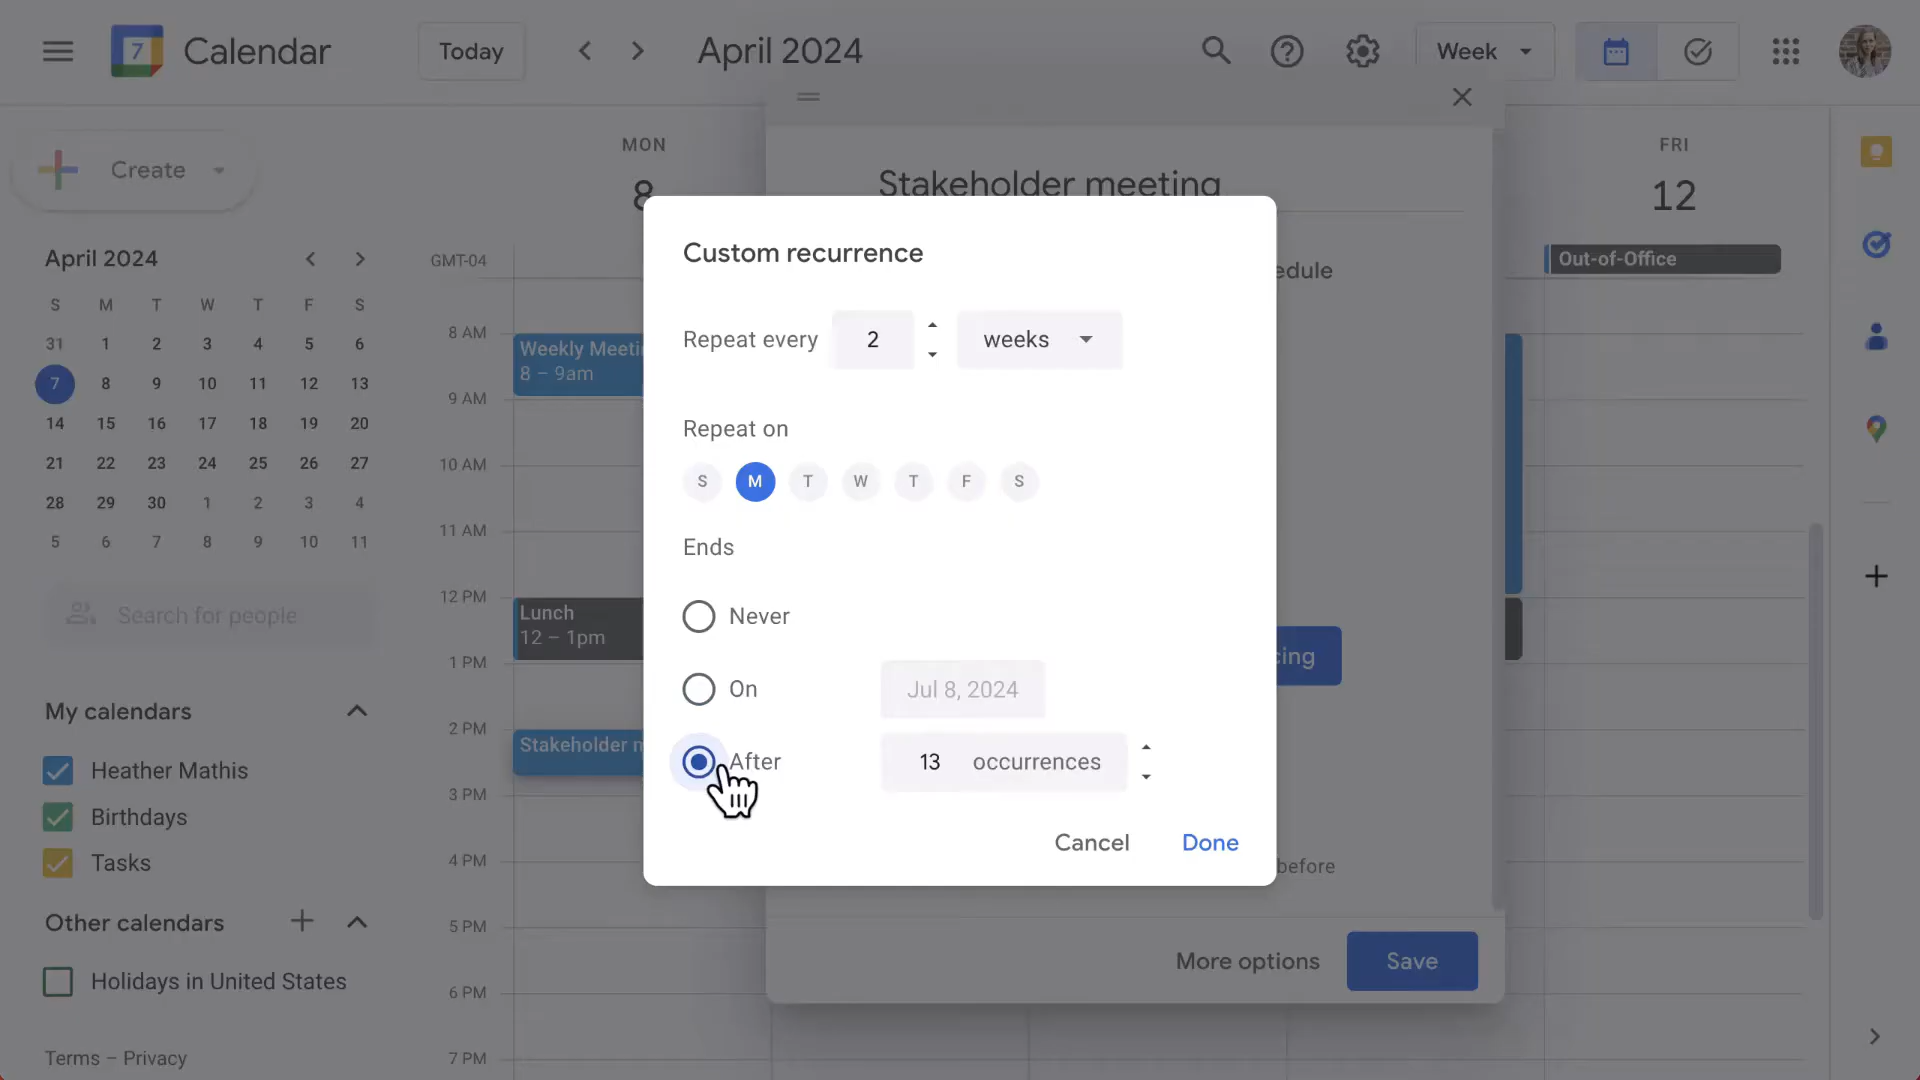 7 Calendar Today April 2024 Week
Create
April 2024
S M T W T F S
31 1 2 3 4 5 6
7 8 9 10 11 12 13
14 15 16 17 18 19 20
21 22 23 24 25 26 27
28 29 30 1 2 3 4
5 6 7 8 9 10 11
Search for people
My calendars
Heather Mathis
Birthdays
Tasks
Other calendars
Holidays in United States
Terms – Privacy
MON
8
FRI
12
GMT-04
Out-of-Office
8 AM
9 AM
10 AM
11 AM
12 PM
1 PM
2 PM
3 PM
4 PM
5 PM
6 PM
7 PM
Weekly Meeti
8 – 9am
Lunch
12 – 1pm
Stakeholder m
Stakeholder meeting
edule
cing
before
More options Save
Custom recurrence
Repeat every 2 weeks
Repeat on
S M T W T F S
Ends
Never
On Jul 8, 2024
After 13 occurrences
Cancel Done